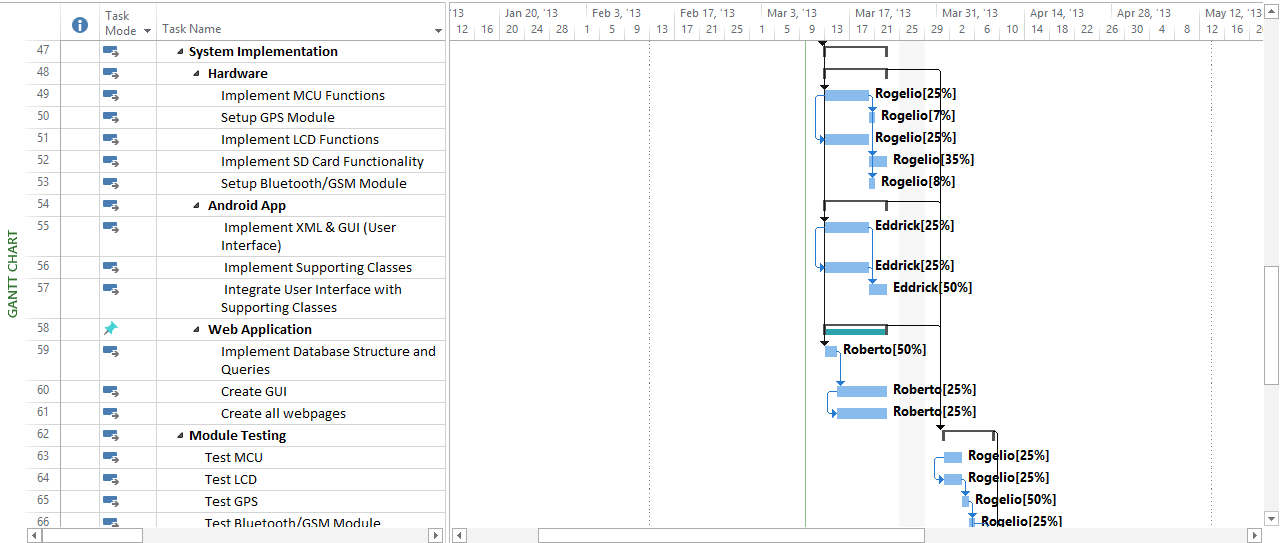 Task Mode Task Name
'13 Jan 20, '13 Feb 3, '13 Feb 17, '13 Mar 3, '13 Mar 17, '13 Mar 31, '13 Apr 14, '13 Apr 28, '13 May 12, '13
12 16 20 24 28 1 5 9 13 17 21 25 1 5 9 13 17 21 25 29 2 6 10 14 18 22 26 30 4 8 12 16 20
GANTT CHART
47 System Implementation
48 Hardware
49 Implement MCU Functions Rogelio[25%]
50 Setup GPS Module Rogelio[7%]
51 Implement LCD Functions Rogelio[25%]
52 Implement SD Card Functionality Rogelio[35%]
53 Setup Bluetooth/GSM Module Rogelio[8%]
54 Android App
55 Implement XML & GUI (User Eddrick[25%]
Interface)
56 Implement Supporting Classes Eddrick[25%]
57 Integrate User Interface with Eddrick[50%]
Supporting Classes
58 Web Application
59 Implement Database Structure and Roberto[50%]
Queries
60 Create GUI Roberto[25%]
61 Create all webpages Roberto[25%]
62 Module Testing
63 Test MCU Rogelio[25%]
64 Test LCD Rogelio[25%]
65 Test GPS Rogelio[50%]
66 Test Bluetooth/GSM Module Rogelio[25%]